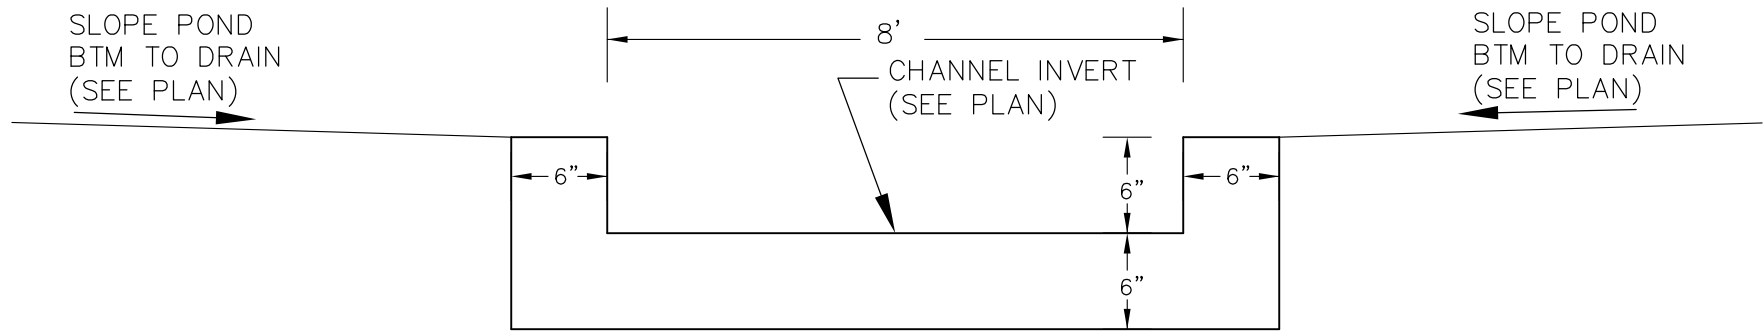 SLOPE POND
BTM TO DRAIN
(SEE PLAN)
8'
CHANNEL INVERT
(SEE PLAN)
SLOPE POND
BTM TO DRAIN
(SEE PLAN)
6"
6"
6"
6"